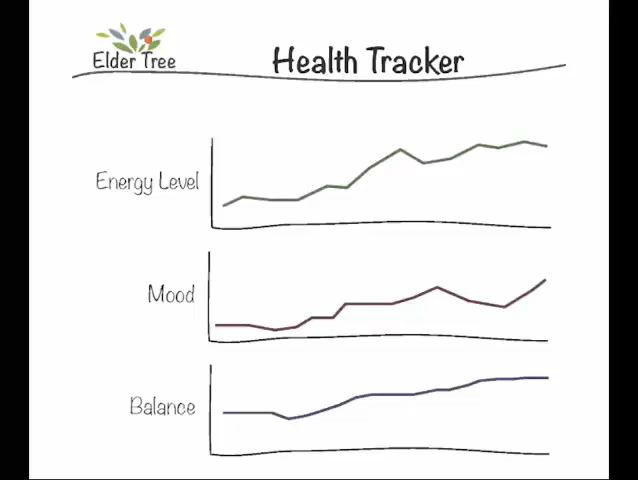 Elder Tree
Health Tracker
Energy Level
Mood
Balance